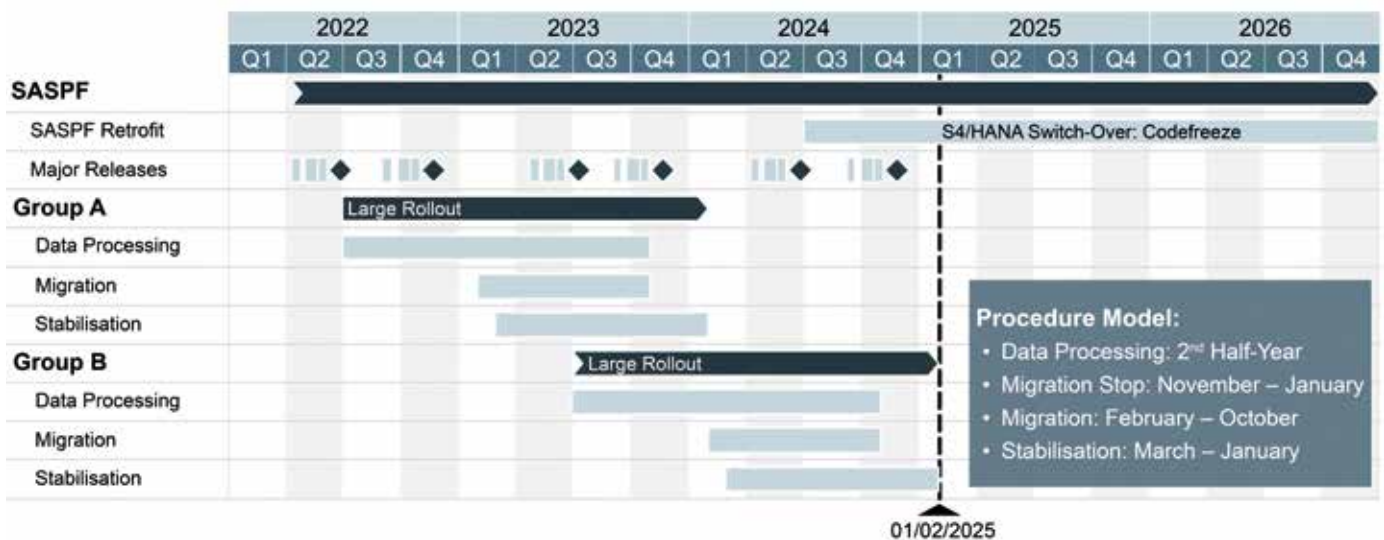 2022 2023 2024 2025 2026
Q1 Q2 Q3 Q4 Q1 Q2 Q3 Q4 Q1 Q2 Q3 Q4 Q1 Q2 Q3 Q4 Q1 Q2 Q3 Q4
SASPF
SASPF Retrofit S4/HANA Switch-Over: Codefreeze
Major Releases
Group A Large Rollout
Data Processing
Migration
Stabilisation
Group B Large Rollout
Data Processing
Migration
Stabilisation
Procedure Model:
• Data Processing: 2nd Half-Year
• Migration Stop: November – January
• Migration: February – October
• Stabilisation: March – January
01/02/2025